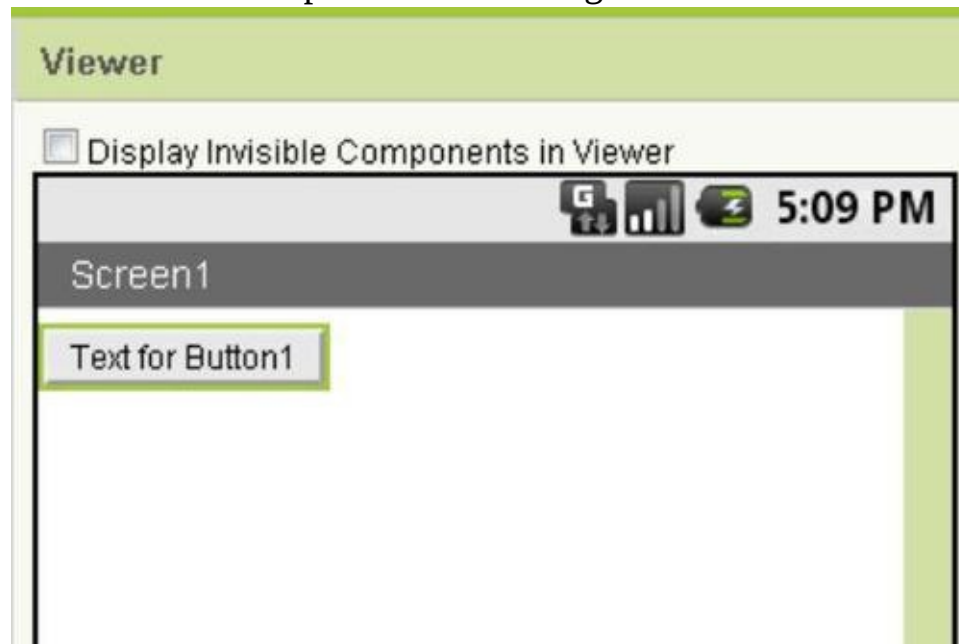 Viewer
Display Invisible Components in Viewer
G 5:09 PM
Screen1
Text for Button1